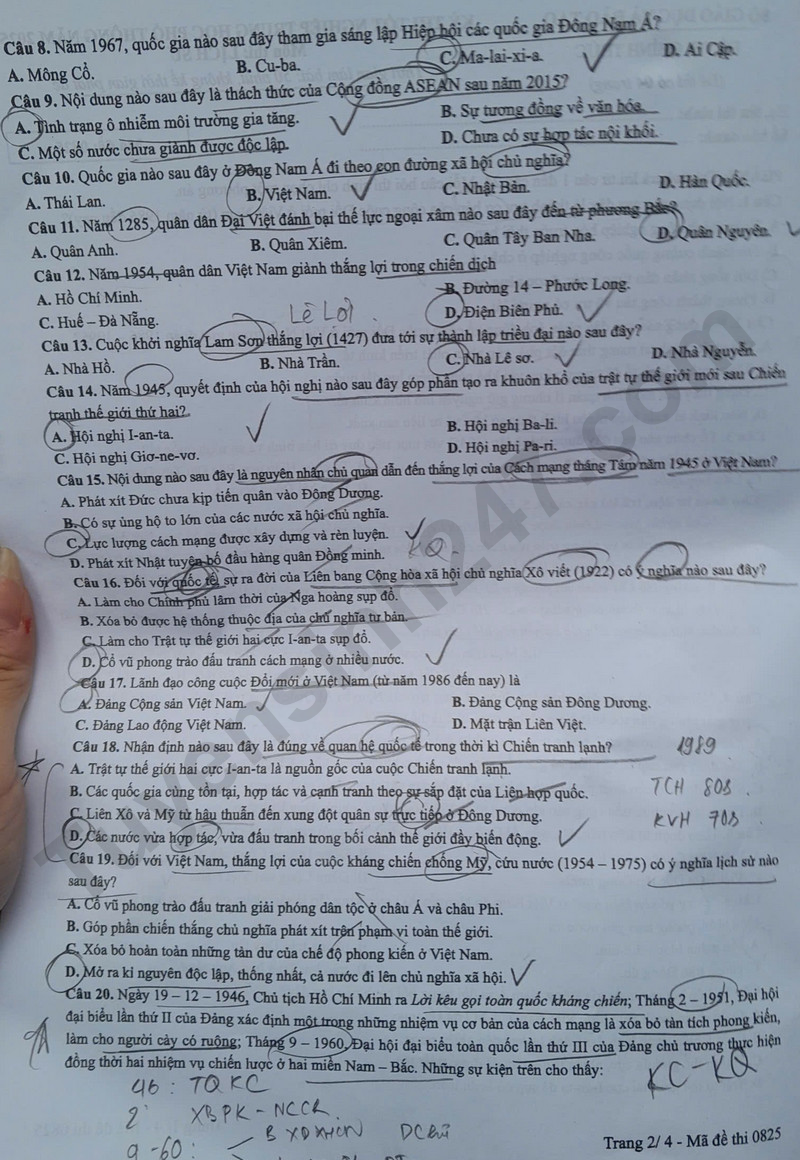 Câu 8. Năm 1967, quốc gia nào sau đây tham gia sáng lập Hiệp hội các quốc gia Đông Nam Á?
A. Mông Cổ. B. Cu-ba. C. Ma-lai-xi-a. D. Ai Cập.
Câu 9. Nội dung nào sau đây là thách thức của Cộng đồng ASEAN sau năm 2015?
A. Tình trạng ô nhiễm môi trường gia tăng. B. Sự tương đồng về văn hóa.
C. Một số nước chưa giành được độc lập. D. Chưa có sự hợp tác nội khối.
Câu 10. Quốc gia nào sau đây ở Đông Nam Á đi theo con đường xã hội chủ nghĩa?
A. Thái Lan. B. Việt Nam. C. Nhật Bản. D. Hàn Quốc.
Câu 11. Năm 1285, quân dân Đại Việt đánh bại thế lực ngoại xâm nào sau đây đến từ phương Bắc?
A. Quân Anh. B. Quân Xiêm. C. Quân Tây Ban Nha. D. Quân Nguyên.
Câu 12. Năm 1954, quân dân Việt Nam giành thắng lợi trong chiến dịch
A. Hồ Chí Minh. B. Đường 14 – Phước Long.
C. Huế – Đà Nẵng. D. Điện Biên Phủ.
Lê Lợi
Câu 13. Cuộc khởi nghĩa Lam Sơn thắng lợi (1427) đưa tới sự thành lập triều đại nào sau đây?
A. Nhà Hồ. B. Nhà Trần. C. Nhà Lê sơ. D. Nhà Nguyễn.
Câu 14. Năm 1945, quyết định của hội nghị nào sau đây góp phần tạo ra khuôn khổ của trật tự thế giới mới sau Chiến
tranh thế giới thứ hai?
A. Hội nghị I-an-ta. B. Hội nghị Ba-li.
C. Hội nghị Giơ-ne-vơ. D. Hội nghị Pa-ri.
Câu 15. Nội dung nào sau đây là nguyên nhân chủ quan dẫn đến thắng lợi của Cách mạng tháng Tám năm 1945 ở Việt Nam?
A. Phát xít Đức chưa kịp tiến quân vào Đông Dương.
B. Có sự ủng hộ to lớn của các nước xã hội chủ nghĩa.
C. Lực lượng cách mạng được xây dựng và rèn luyện.
D. Phát xít Nhật tuyên bố đầu hàng quân Đồng minh. KQ
Câu 16. Đối với quốc tế, sự ra đời của Liên bang Cộng hòa xã hội chủ nghĩa Xô viết (1922) có ý nghĩa nào sau đây?
A. Làm cho Chính phủ lâm thời của Nga hoàng sụp đổ.
B. Xóa bỏ được hệ thống thuộc địa của chủ nghĩa tư bản.
C. Làm cho Trật tự thế giới hai cực I-an-ta sụp đổ.
D. Cổ vũ phong trào đấu tranh cách mạng ở nhiều nước.
Câu 17. Lãnh đạo công cuộc Đổi mới ở Việt Nam (từ năm 1986 đến nay) là
A. Đảng Cộng sản Việt Nam. B. Đảng Cộng sản Đông Dương.
C. Đảng Lao động Việt Nam. D. Mặt trận Liên Việt.
Câu 18. Nhận định nào sau đây là đúng về quan hệ quốc tế trong thời kì Chiến tranh lạnh? 1989
A. Trật tự thế giới hai cực I-an-ta là nguồn gốc của cuộc Chiến tranh lạnh.
B. Các quốc gia cùng tồn tại, hợp tác và cạnh tranh theo sự sắp đặt của Liên hợp quốc. TCH 80s
C. Liên Xô và Mỹ từ hậu thuẫn đến xung đột quân sự trực tiếp ở Đông Dương. KVH 70s
D. Các nước vừa hợp tác, vừa đấu tranh trong bối cảnh thế giới đầy biến động.
Câu 19. Đối với Việt Nam, thắng lợi của cuộc kháng chiến chống Mỹ, cứu nước (1954 – 1975) có ý nghĩa lịch sử nào
sau đây?
A. Cổ vũ phong trào đấu tranh giải phóng dân tộc ở châu Á và châu Phi.
B. Góp phần chiến thắng chủ nghĩa phát xít trên phạm vi toàn thế giới.
C. Xóa bỏ hoàn toàn những tàn dư của chế độ phong kiến ở Việt Nam.
D. Mở ra kỉ nguyên độc lập, thống nhất, cả nước đi lên chủ nghĩa xã hội.
Câu 20. Ngày 19 – 12 – 1946, Chủ tịch Hồ Chí Minh ra Lời kêu gọi toàn quốc kháng chiến; Tháng 2 – 1951, Đại hội
đại biểu lần thứ II của Đảng xác định một trong những nhiệm vụ cơ bản của cách mạng là xóa bỏ tàn tích phong kiến,
làm cho người cày có ruộng; Tháng 9 – 1960, Đại hội đại biểu toàn quốc lần thứ III của Đảng chủ trương thực hiện
đồng thời hai nhiệm vụ chiến lược ở hai miền Nam – Bắc. Những sự kiện trên cho thấy:
KC-KQ
46: TQKC
2 XBPK-NCCR
9-60: B XDXHCN
Trang 2/ 4 - Mã đề thi 0825
Tuyensinh247.com